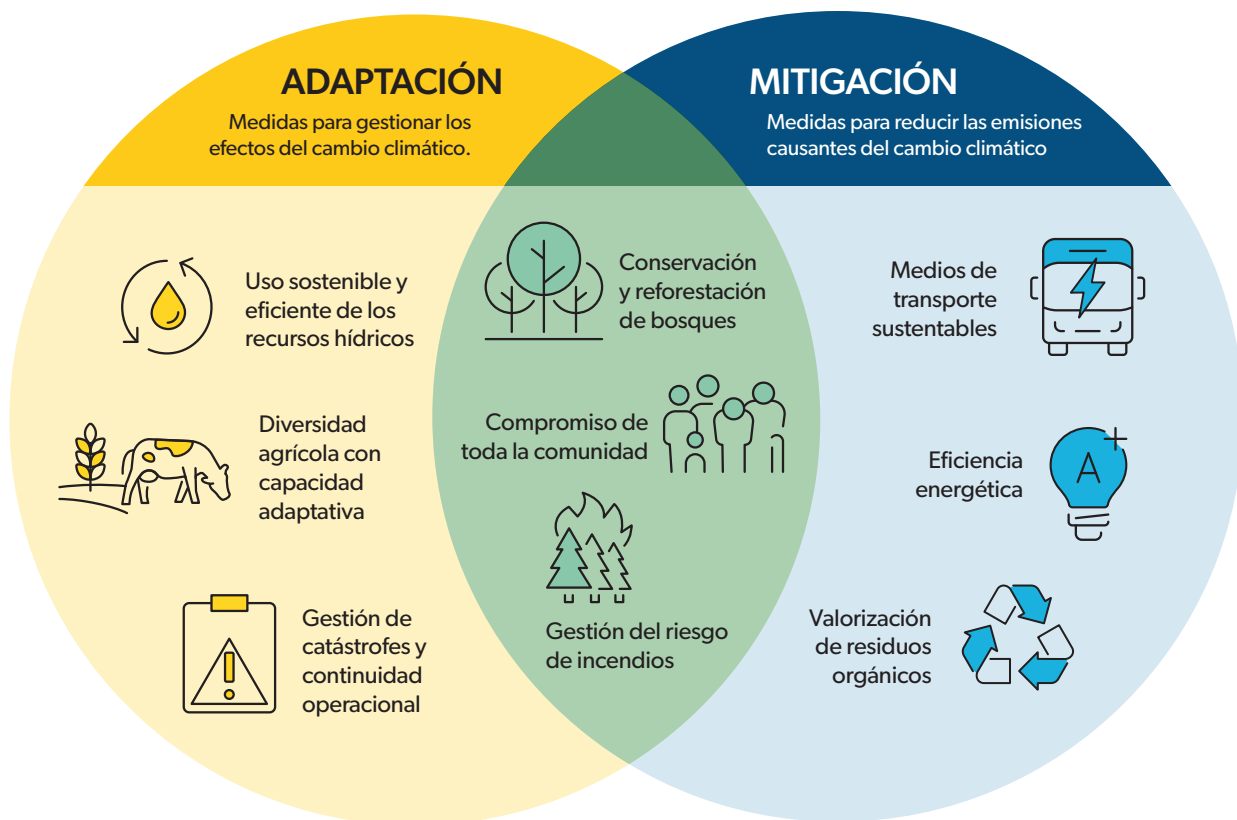 ADAPTACIÓN
Medidas para gestionar los
efectos del cambio climático.
MITIGACIÓN
Medidas para reducir las emisiones
causantes del cambio climático
Uso sostenible y
eficiente de los
recursos hídricos
Diversidad
agrícola con
capacidad
adaptativa
Gestión de
catástrofes y
continuidad
operacional
Conservación
y reforestación
de bosques
Compromiso de
toda la comunidad
Gestión del riesgo
de incendios
Medios de
transporte
sustentables
Eficiencia
energética
A+
Valorización
de residuos
orgánicos